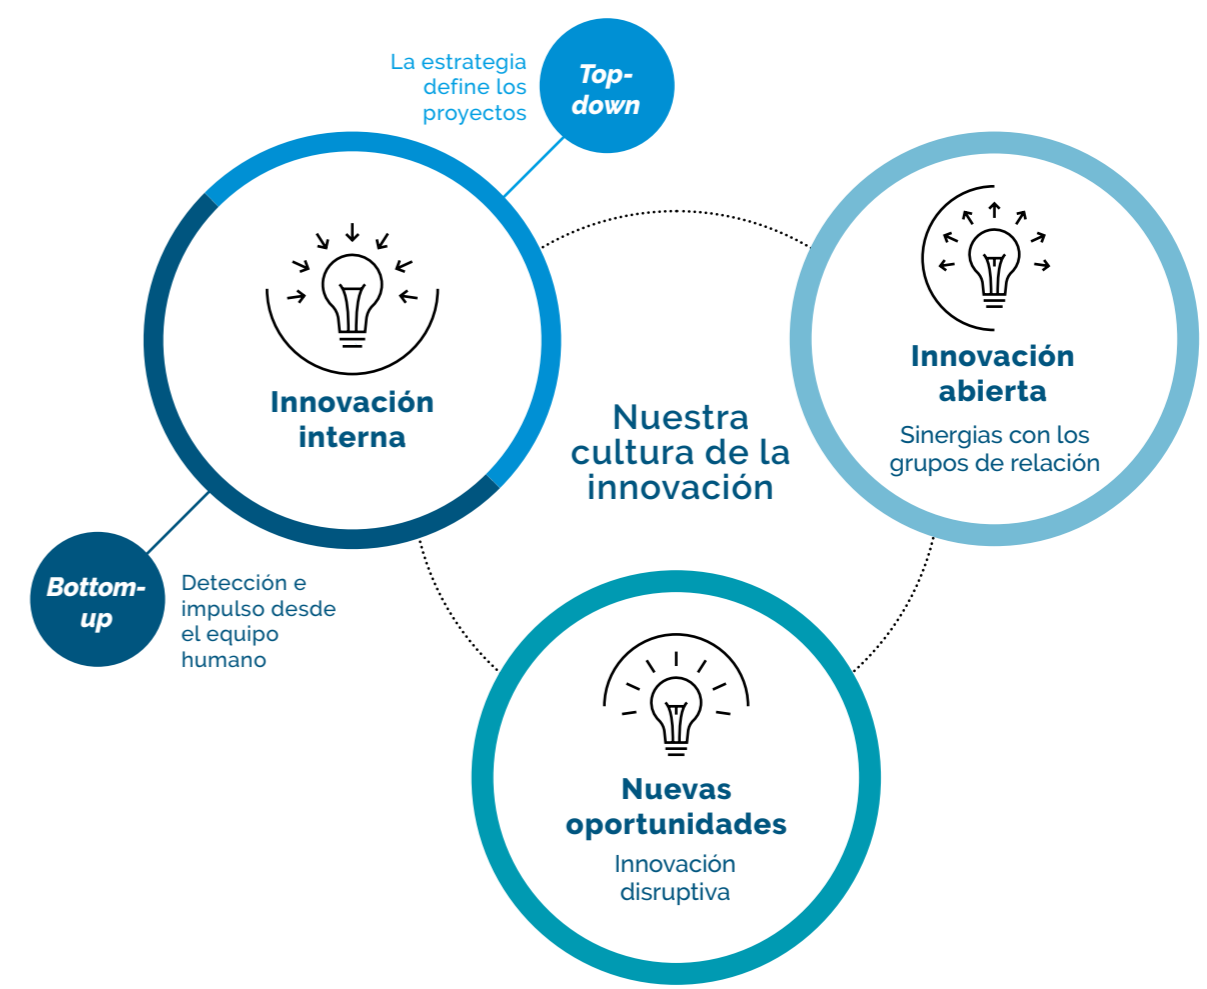 La estrategia
define los
proyectos
Top-
down
Innovación
interna
Bottom-
up
Detección e
impulso desde
el equipo
humano
Nuestra
cultura de la
innovación
Innovación
abierta
Sinergias con los
grupos de relación
Nuevas
oportunidades
Innovación
disruptiva